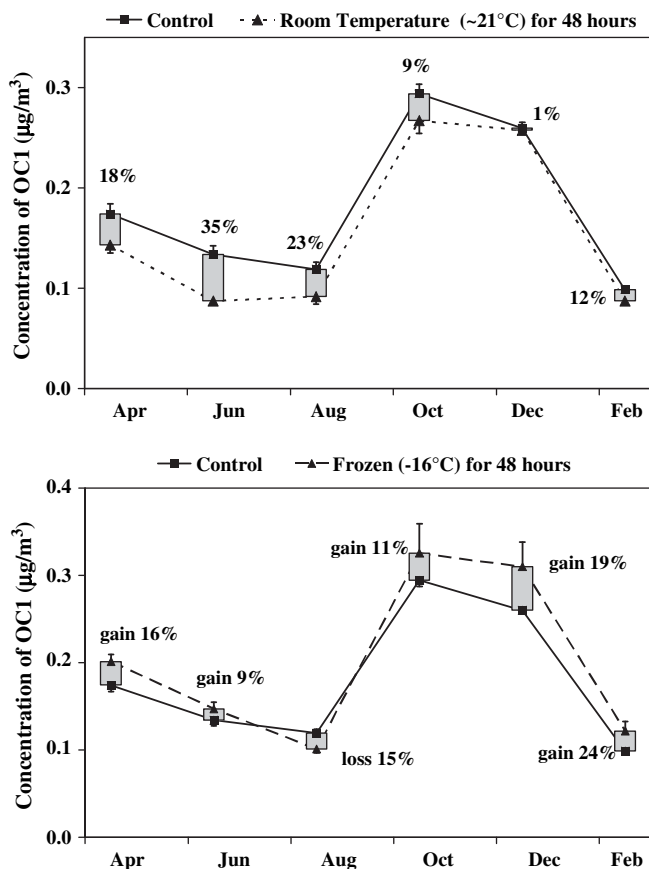 Control Room Temperature (~21°C) for 48 hours
Concentration of OC1 (µg/m³)
0.3
0.2
0.1
0.0
18%
35%
23%
9%
1%
12%
Apr Jun Aug Oct Dec Feb
Control Frozen (-16°C) for 48 hours
Concentration of OC1 (µg/m³)
0.4
0.3
0.2
0.1
0.0
gain 16%
gain 9%
loss 15%
gain 11%
gain 19%
gain 24%
Apr Jun Aug Oct Dec Feb